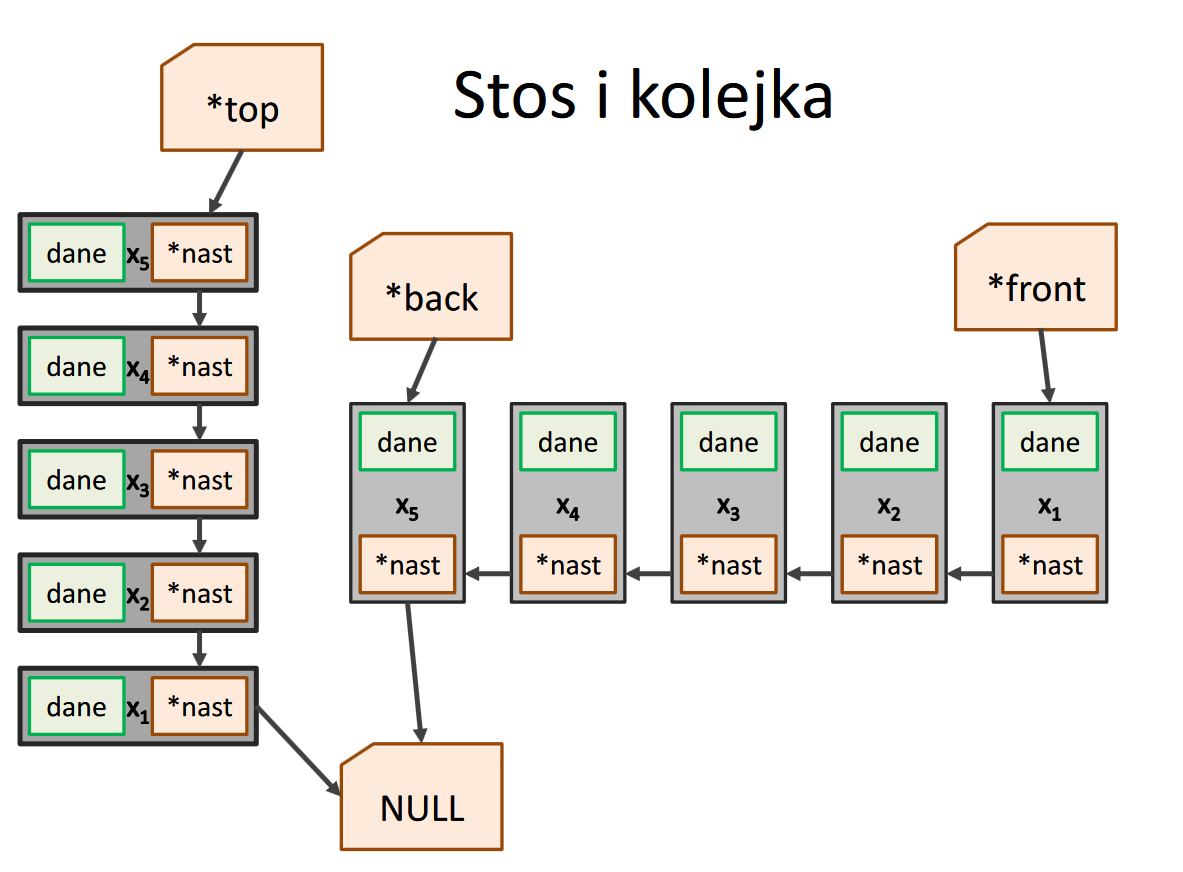 Stos i kolejka
*top
dane x₅ *nast
dane x₄ *nast
dane x₃ *nast
dane x₂ *nast
dane x₁ *nast
*back
*front
dane dane dane dane dane
x₅ x₄ x₃ x₂ x₁
*nast *nast *nast *nast *nast
NULL